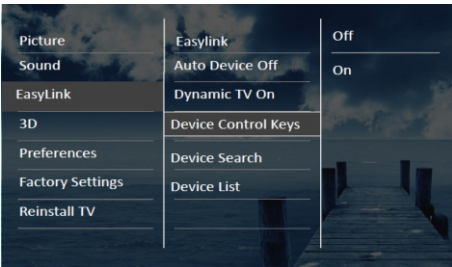 Picture
Sound
EasyLink
3D
Preferences
Factory Settings
Reinstall TV
Easylink
Auto Device Off
Dynamic TV On
Device Control Keys
Device Search
Device List
Off
On